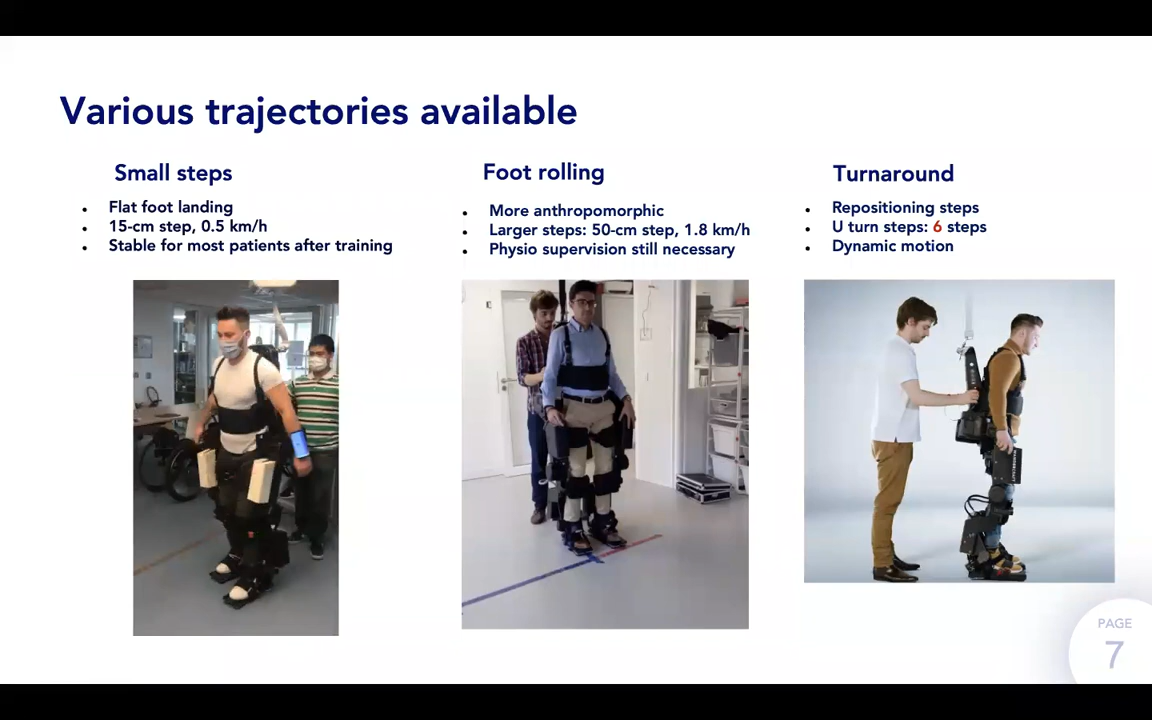 Various trajectories available
Small steps
Flat foot landing
15-cm step, 0.5 km/h
Stable for most patients after training
Foot rolling
More anthropomorphic
Larger steps: 50-cm step, 1.8 km/h
Physio supervision still necessary
Turnaround
Repositioning steps
U turn steps: 6 steps
Dynamic motion
PAGE
7